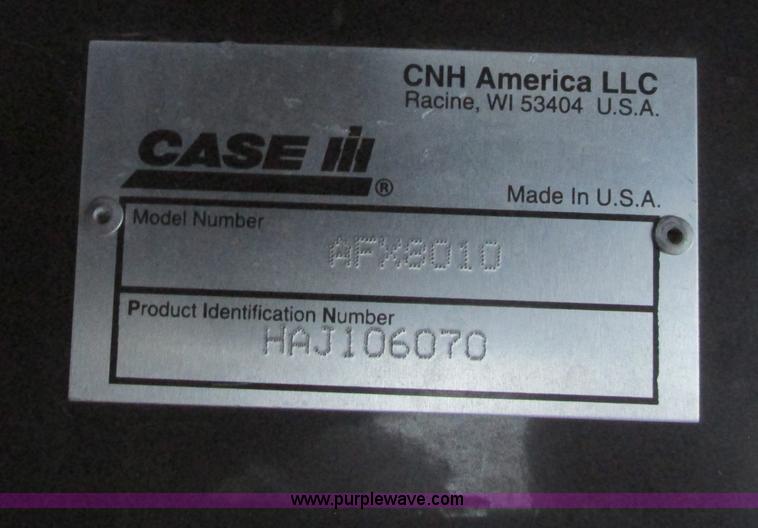 CNH America LLC
Racine, WI 53404 U.S.A.
CASE IH ®
Made In U.S.A.
Model Number
AFX8010
Product Identification Number
HAJ106070
www.purplewave.com